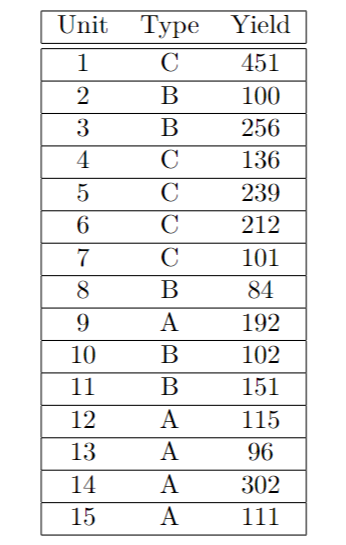 Unit Type Yield
1 C 451
2 B 100
3 B 256
4 C 136
5 C 239
6 C 212
7 C 101
8 B 84
9 A 192
10 B 102
11 B 151
12 A 115
13 A 96
14 A 302
15 A 111